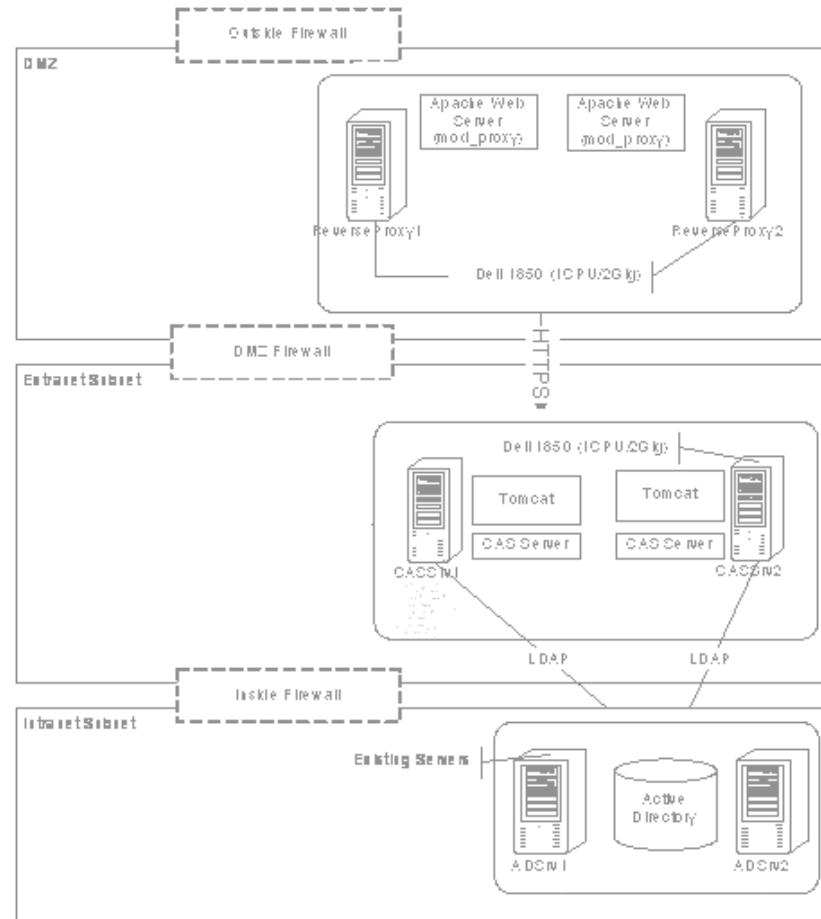 Outside Firewall
DMZ
Apache Web
Server
(mod_proxy)
Apache Web
Server
(mod_proxy)
ReverseProxy1
ReverseProxy2
Dell 1850 (1CPU/2Gig)
HTTPS
DMZ Firewall
Extranet Subnet
Dell 1850 (1CPU/2Gig)
Tomcat
Tomcat
CAS Server
CAS Server
CASSrv1
CASSrv2
LDAP
LDAP
Inside Firewall
Intranet Subnet
Existing Servers
Active
Directory
ADSrv1
ADSrv2